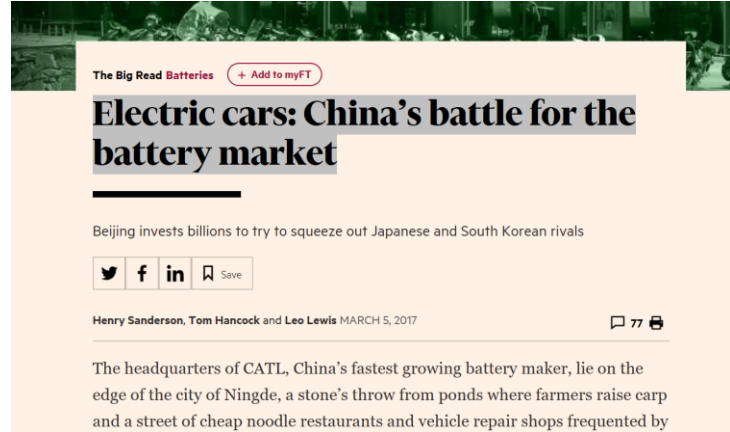 The Big Read Batteries + Add to myFT
Electric cars: China’s battle for the
battery market
Beijing invests billions to try to squeeze out Japanese and South Korean rivals
Save
Henry Sanderson, Tom Hancock and Leo Lewis MARCH 5, 2017 77
The headquarters of CATL, China’s fastest growing battery maker, lie on the
edge of the city of Ningde, a stone’s throw from ponds where farmers raise carp
and a street of cheap noodle restaurants and vehicle repair shops frequented by